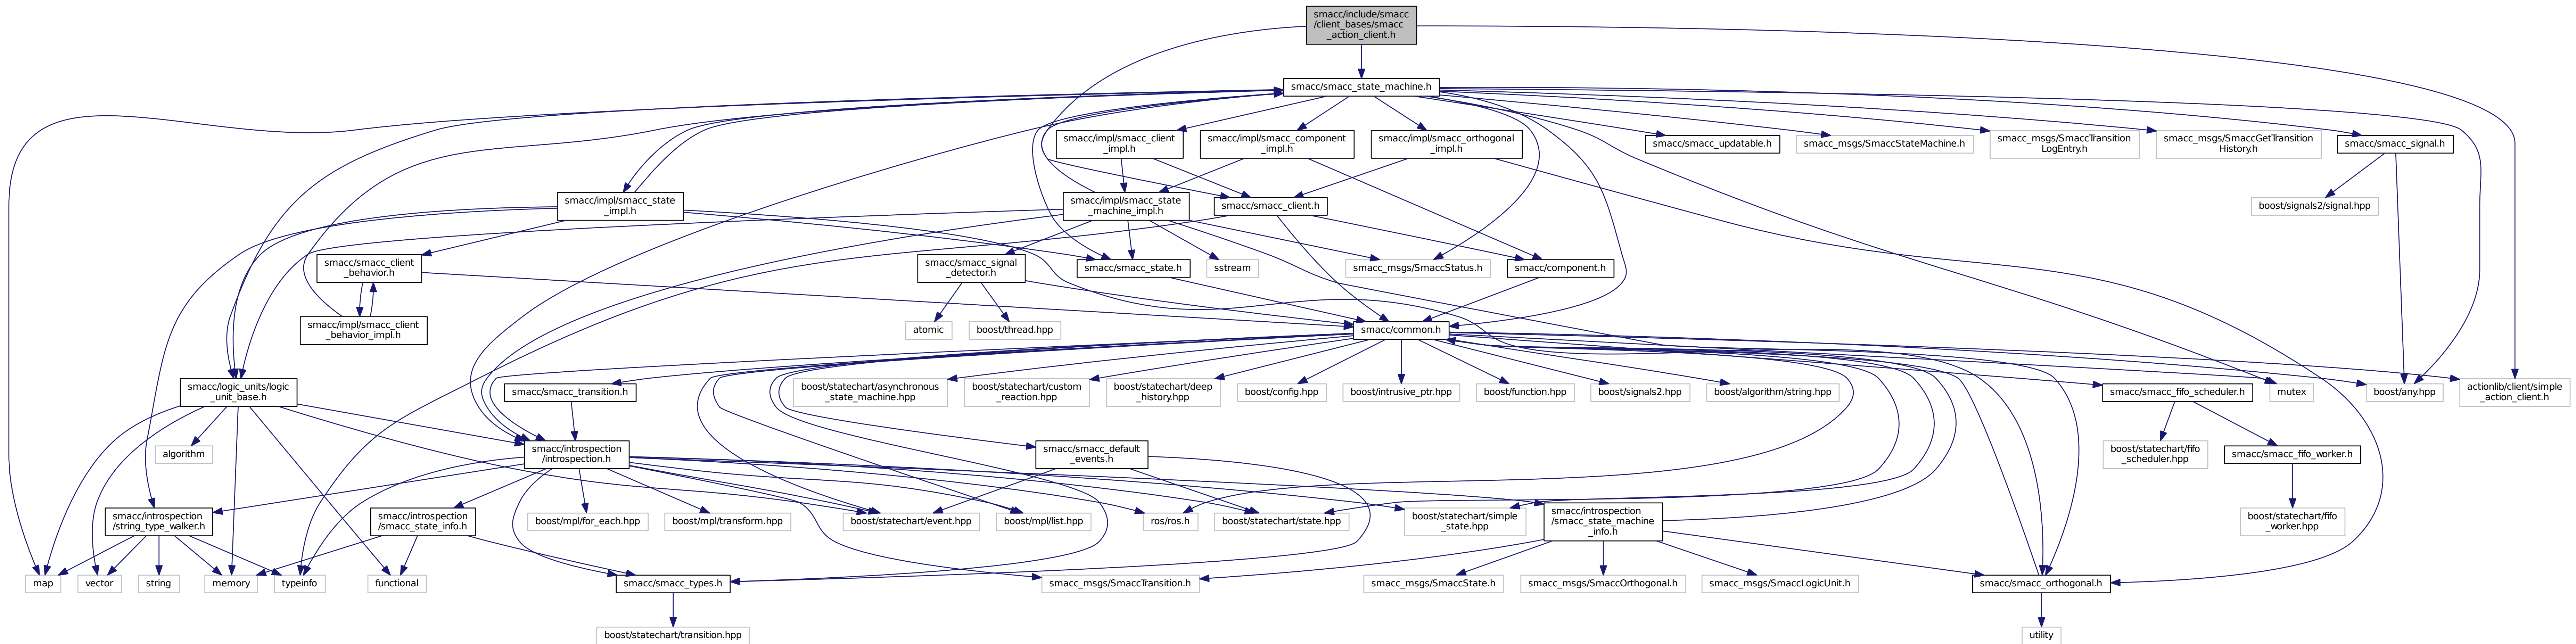 smacc/include/smacc
/client_bases/smacc
_action_client.h
smacc/smacc_state_machine.h
smacc/impl/smacc_client
_impl.h
smacc/impl/smacc_component
_impl.h
smacc/impl/smacc_orthogonal
_impl.h
smacc/smacc_updatable.h
smacc_msgs/SmaccStateMachine.h
smacc_msgs/SmaccTransition
LogEntry.h
smacc_msgs/SmaccGetTransition
History.h
smacc/smacc_signal.h
smacc/impl/smacc_state
_impl.h
smacc/impl/smacc_state
_machine_impl.h
smacc/smacc_client.h
boost/signals2/signal.hpp
smacc/smacc_client
_behavior.h
smacc/smacc_signal
_detector.h
smacc/smacc_state.h
sstream
smacc_msgs/SmaccStatus.h
smacc/component.h
smacc/impl/smacc_client
_behavior_impl.h
atomic
boost/thread.hpp
smacc/common.h
smacc/logic_units/logic
_unit_base.h
smacc/smacc_transition.h
boost/statechart/asynchronous
_state_machine.hpp
boost/statechart/custom
_reaction.hpp
boost/statechart/deep
_history.hpp
boost/config.hpp
boost/intrusive_ptr.hpp
boost/function.hpp
boost/signals2.hpp
boost/algorithm/string.hpp
smacc/smacc_fifo_scheduler.h
mutex
boost/any.hpp
actionlib/client/simple
_action_client.h
algorithm
smacc/introspection
/introspection.h
smacc/smacc_default
_events.h
boost/statechart/fifo
_scheduler.hpp
smacc/smacc_fifo_worker.h
smacc/introspection
/string_type_walker.h
smacc/introspection
/smacc_state_info.h
boost/mpl/for_each.hpp
boost/mpl/transform.hpp
boost/statechart/event.hpp
boost/mpl/list.hpp
ros/ros.h
boost/statechart/state.hpp
boost/statechart/simple
_state.hpp
smacc/introspection
/smacc_state_machine
_info.h
boost/statechart/fifo
_worker.hpp
map
vector
string
memory
typeinfo
functional
smacc/smacc_types.h
smacc_msgs/SmaccTransition.h
smacc_msgs/SmaccState.h
smacc_msgs/SmaccOrthogonal.h
smacc_msgs/SmaccLogicUnit.h
smacc/smacc_orthogonal.h
boost/statechart/transition.hpp
utility